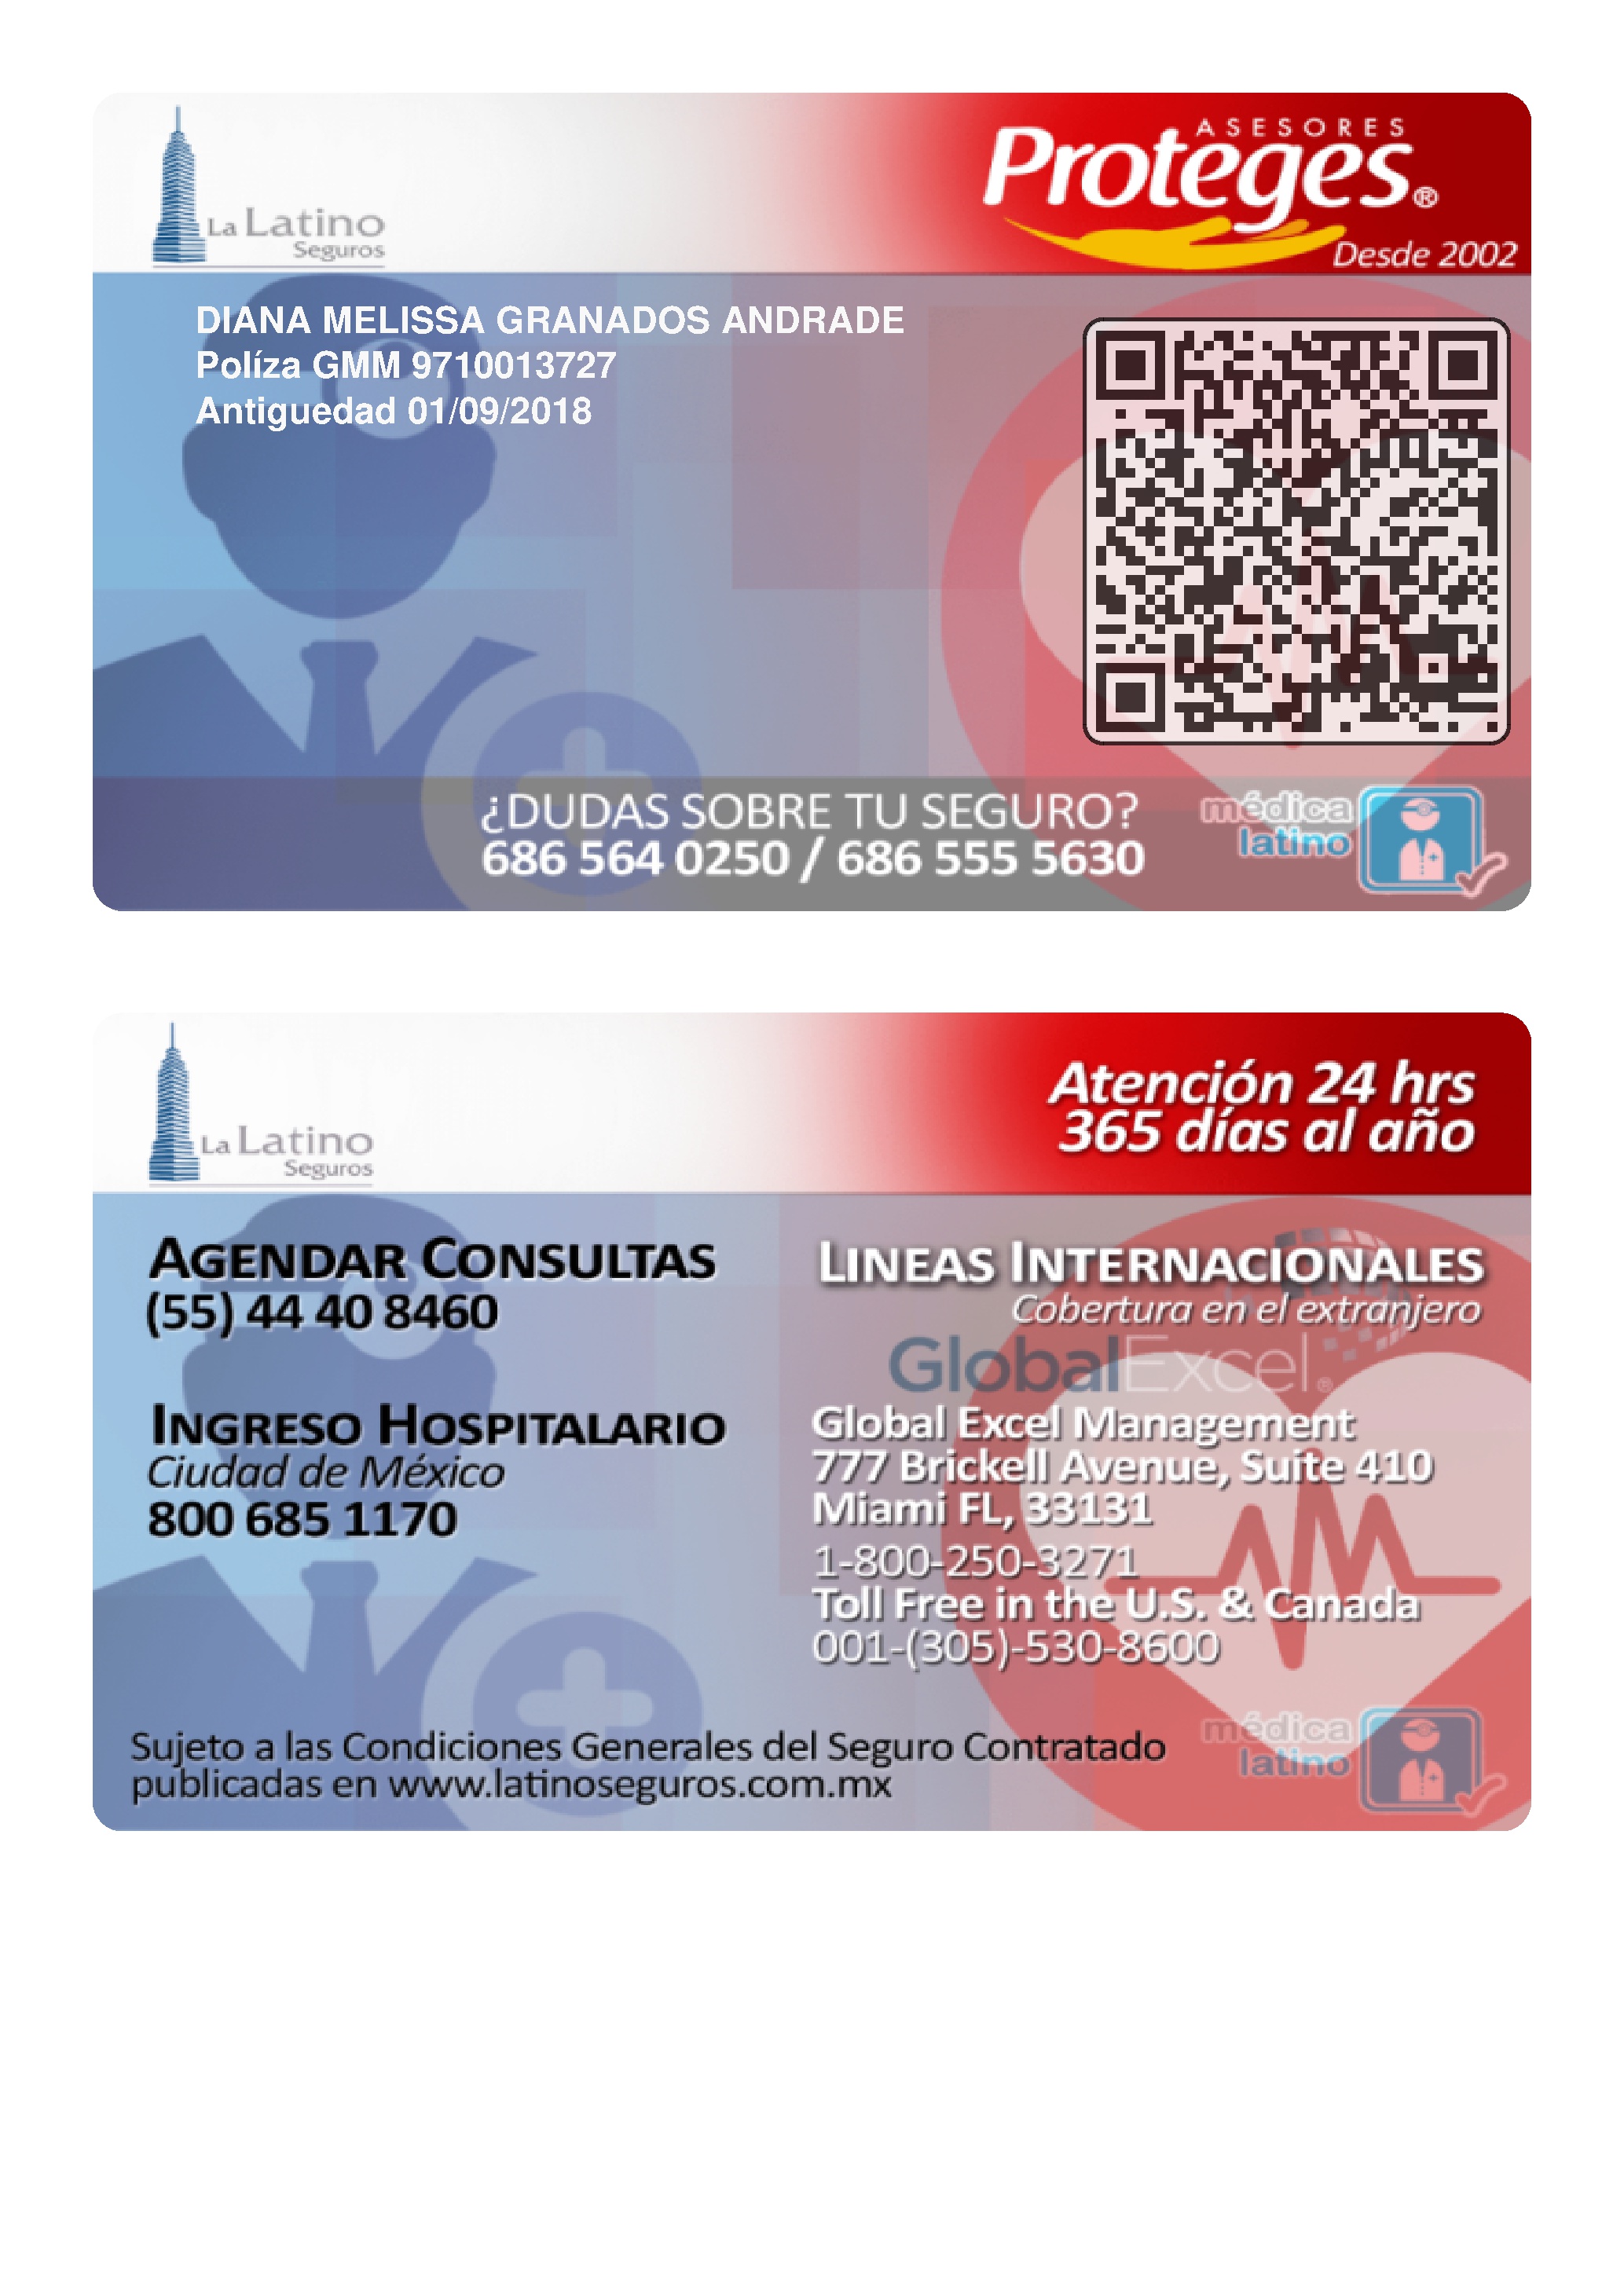 La Latino
Seguros
ASESORES
Proteges®
Desde 2002
DIANA MELISSA GRANADOS ANDRADE
Políza GMM 9710013727
Antiguedad 01/09/2018
¿DUDAS SOBRE TU SEGURO?
686 564 0250 / 686 555 5630
médica
latino
La Latino
Seguros
Atención 24 hrs
365 días al año
AGENDAR CONSULTAS
(55) 44 40 8460
INGRESO HOSPITALARIO
Ciudad de México
800 685 1170
LINEAS INTERNACIONALES
Cobertura en el extranjero
GlobalExcel®
Global Excel Management
777 Brickell Avenue, Suite 410
Miami FL, 33131
1-800-250-3271
Toll Free in the U.S. & Canada
001-(305)-530-8600
Sujeto a las Condiciones Generales del Seguro Contratado
publicadas en www.latinoseguros.com.mx
médica
latino